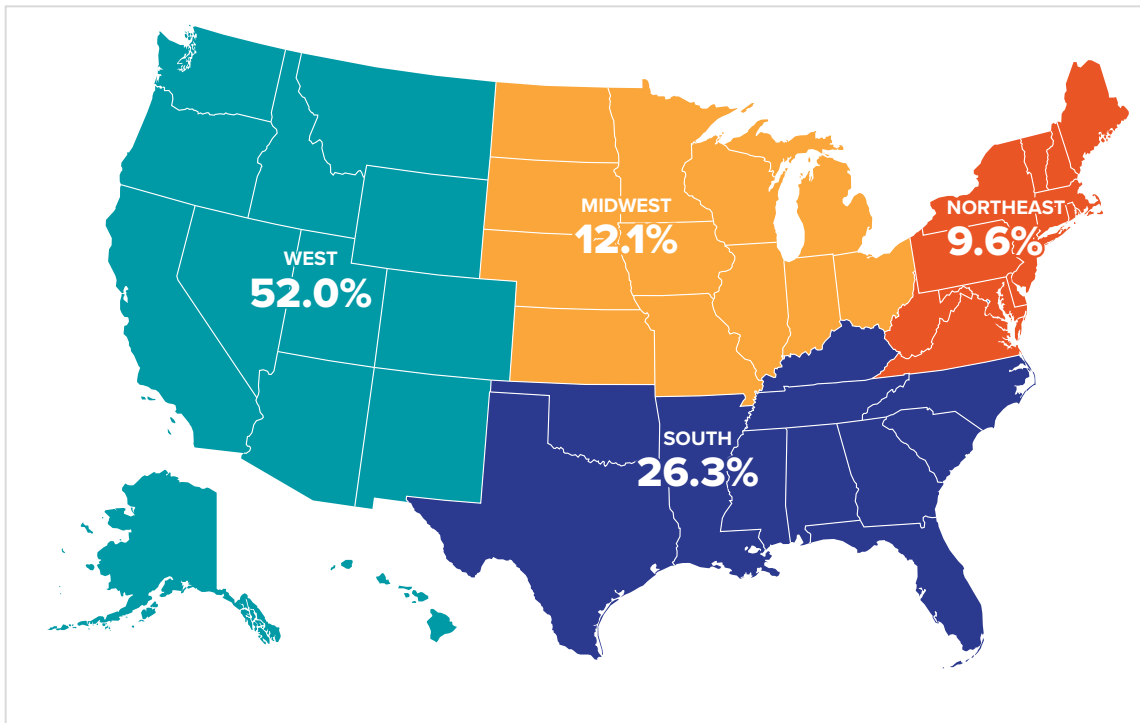 WEST
52.0%
MIDWEST
12.1%
NORTHEAST
9.6%
SOUTH
26.3%